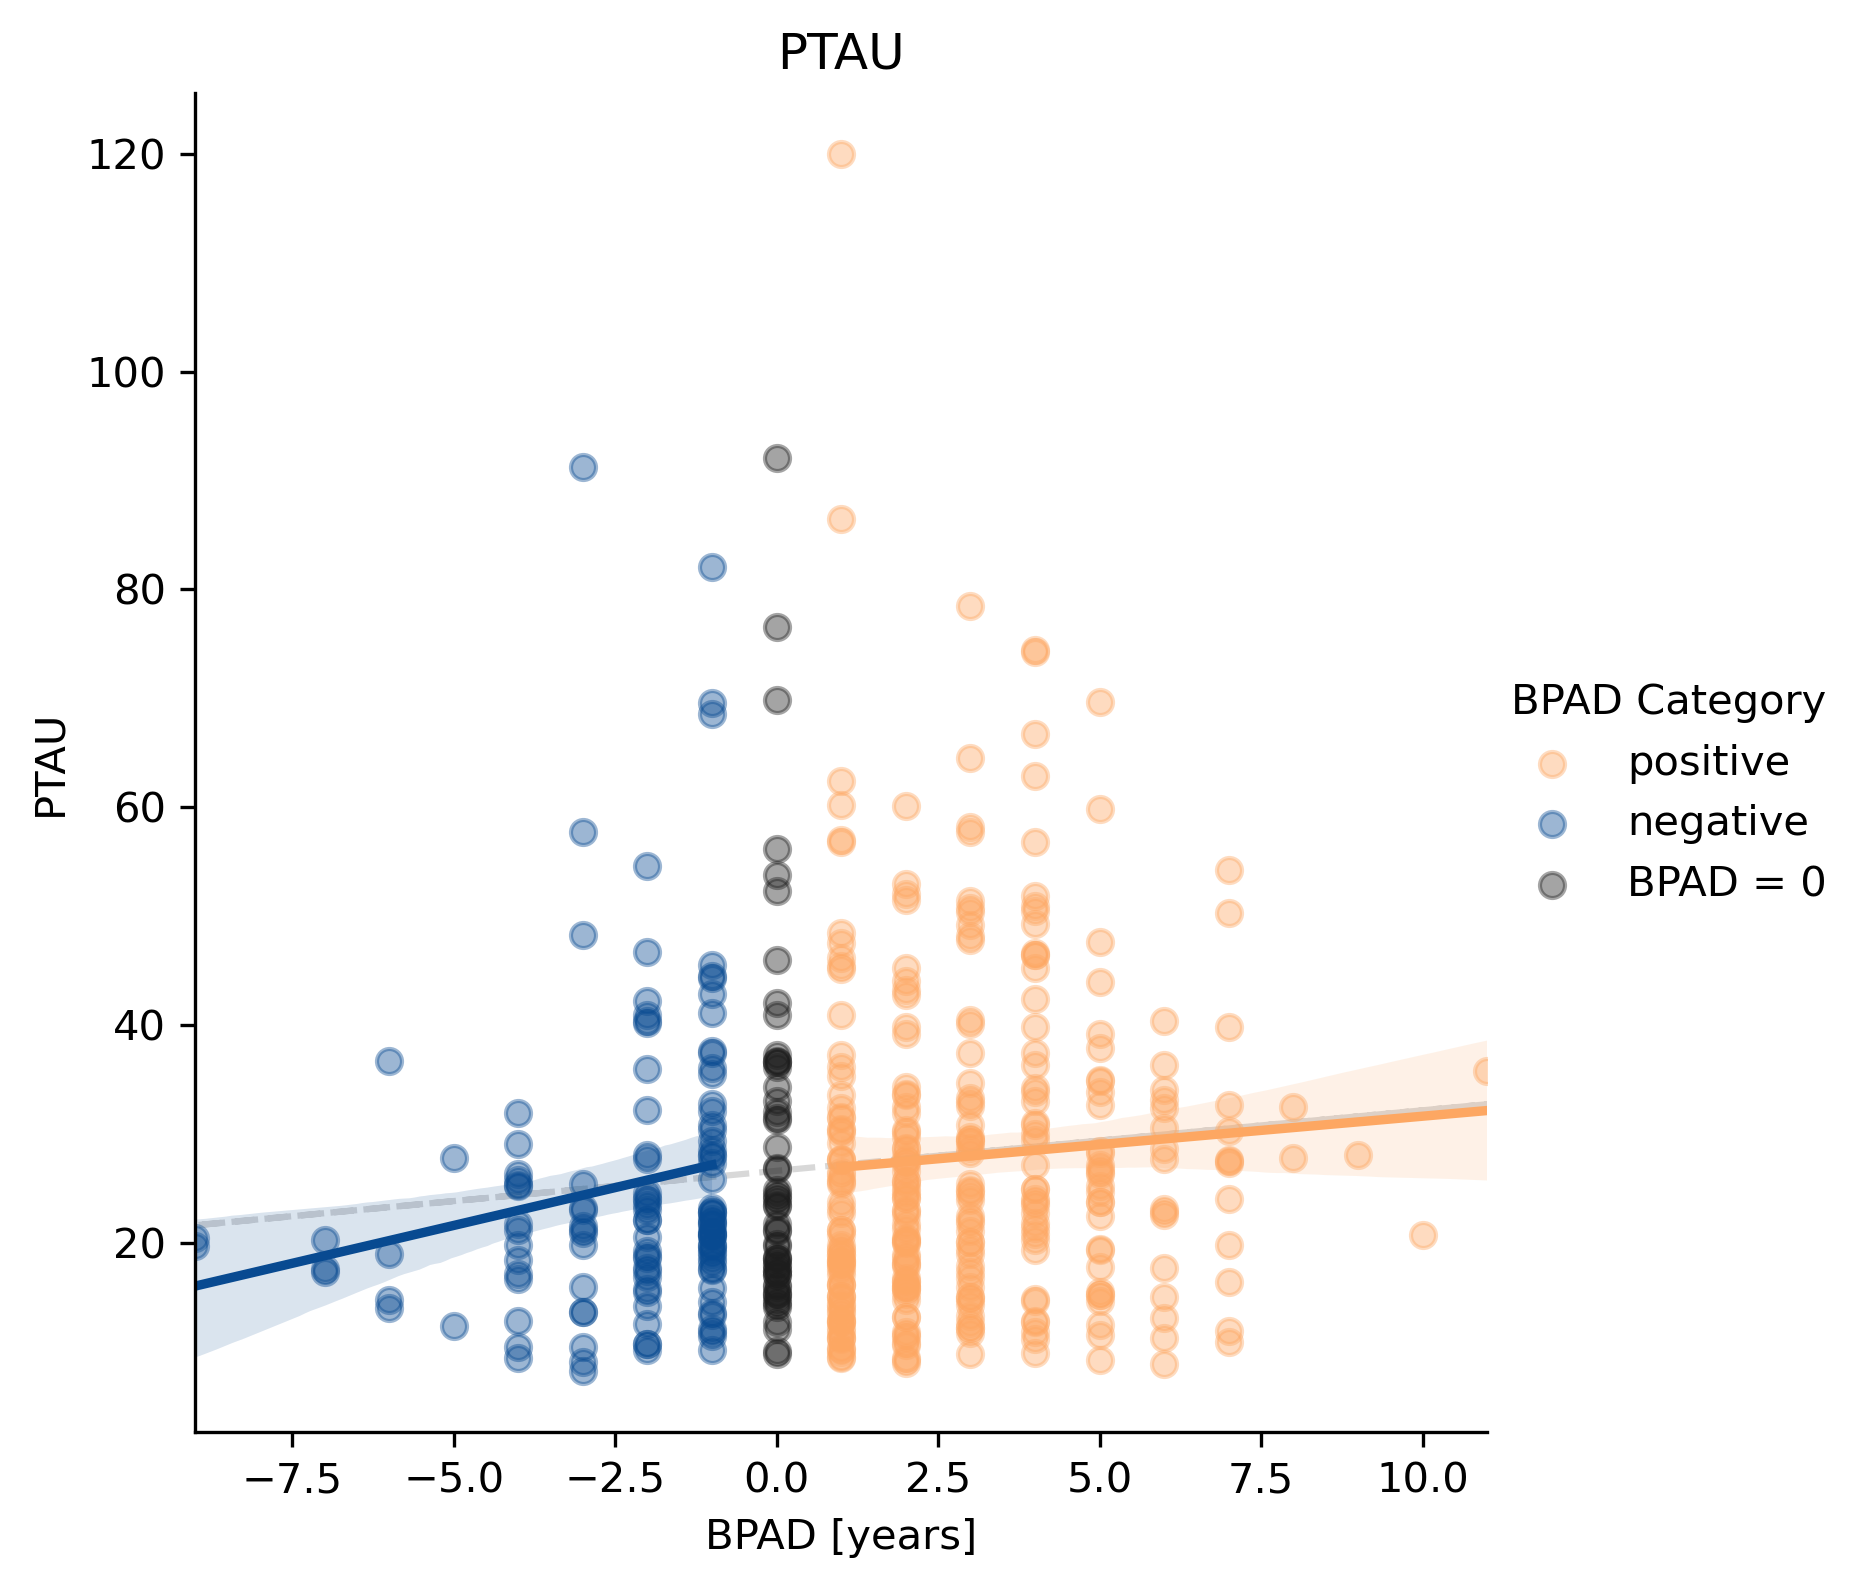 PTAU
120
100
80
60
40
20
PTAU
−7.5 −5.0 −2.5 0.0 2.5 5.0 7.5 10.0
BPAD [years]
BPAD Category
positive
negative
BPAD = 0